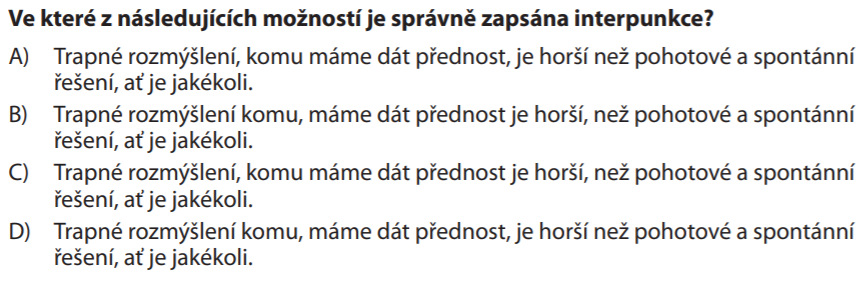 Ve které z následujících možností je správně zapsána interpunkce?
A) Trapné rozmýšlení, komu máme dát přednost, je horší než pohotové a spontánní
řešení, ať je jakékoli.
B) Trapné rozmýšlení komu, máme dát přednost je horší, než pohotové a spontánní
řešení, ať je jakékoli.
C) Trapné rozmýšlení, komu máme dát přednost je horší, než pohotové a spontánní
řešení, ať je jakékoli.
D) Trapné rozmýšlení komu, máme dát přednost, je horší než pohotové a spontánní
řešení, ať je jakékoli.